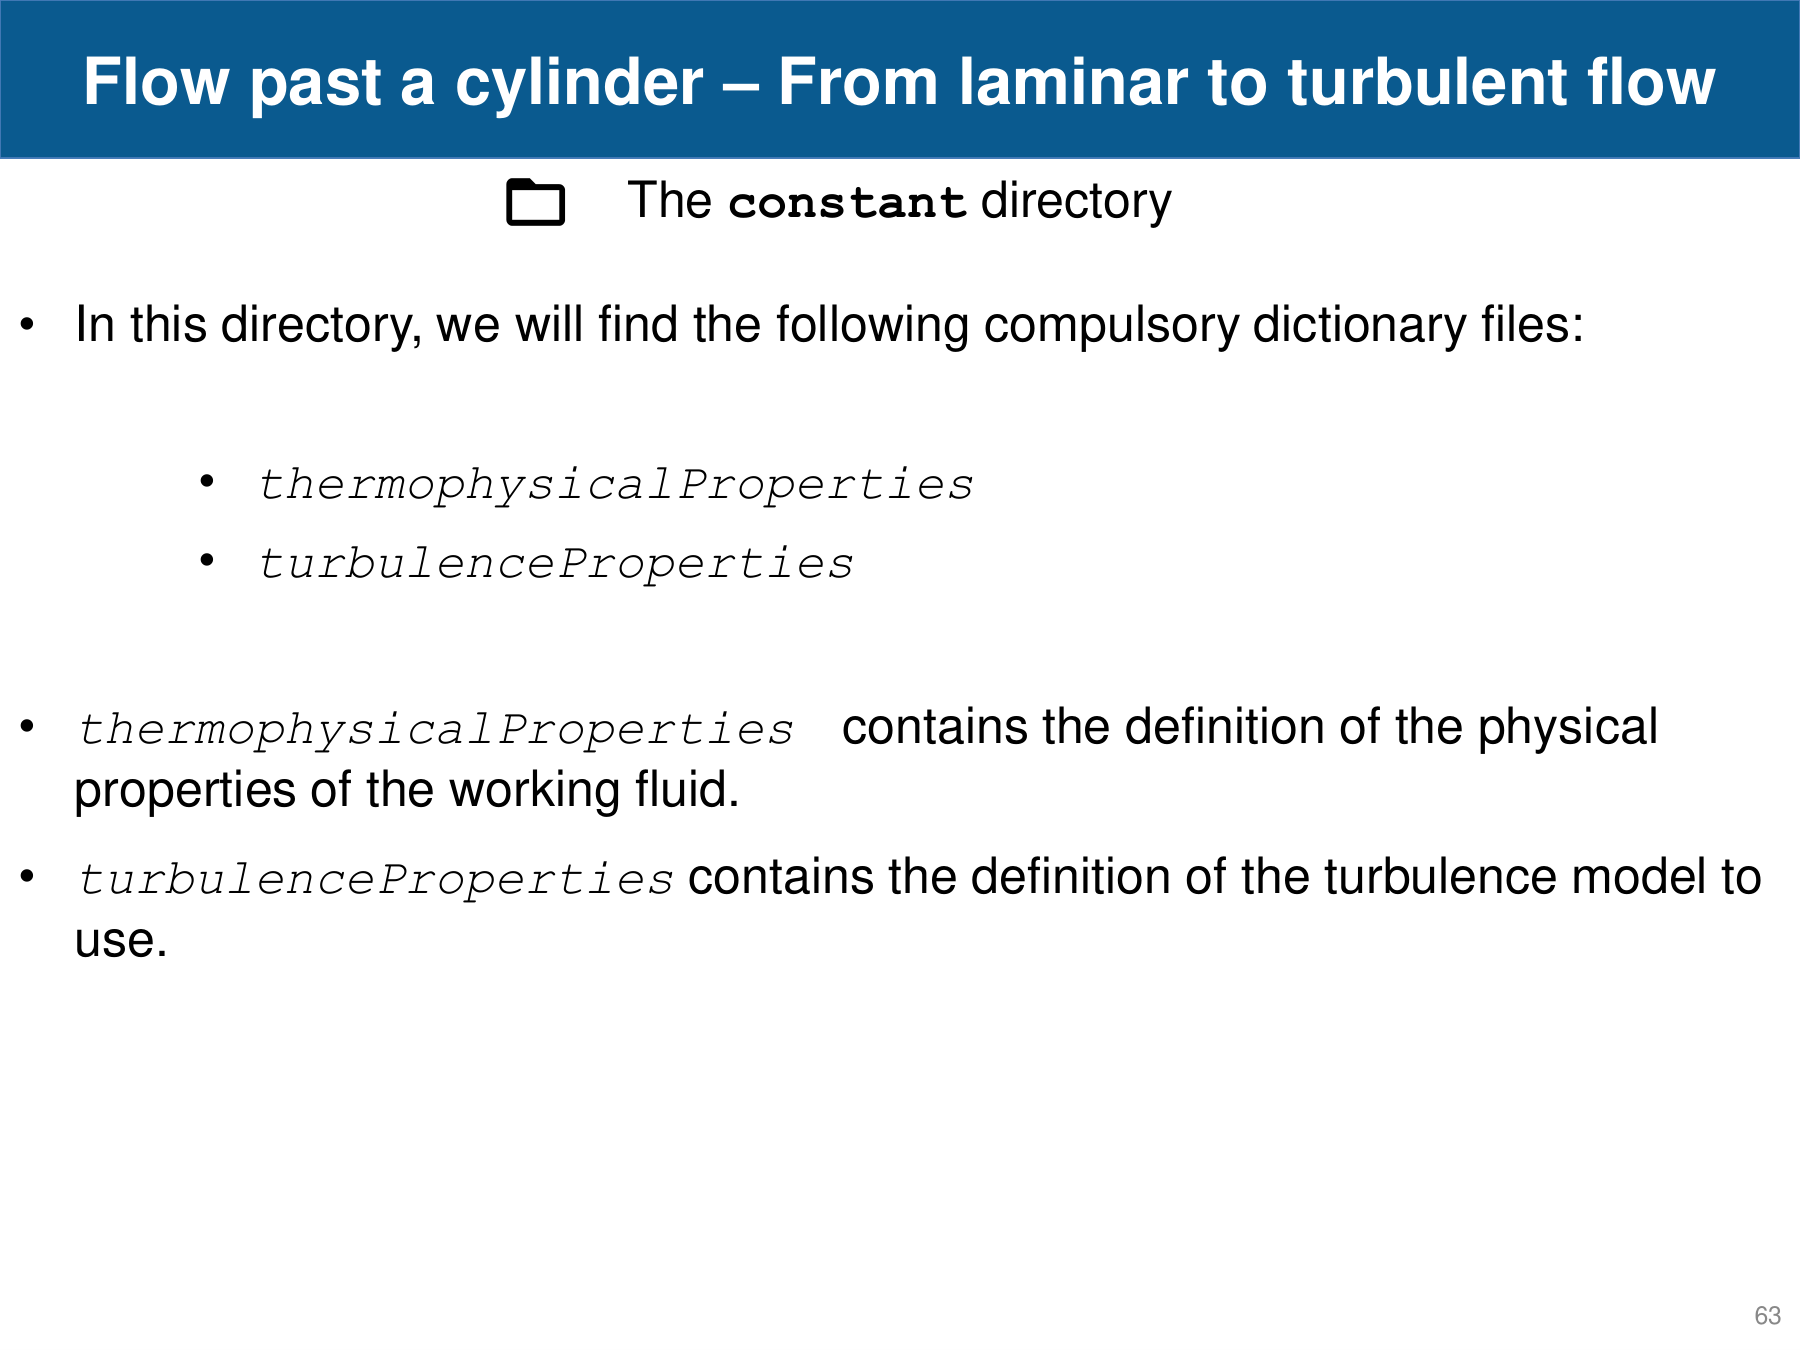 Flow past a cylinder – From laminar to turbulent flow
The constant directory
• In this directory, we will find the following compulsory dictionary files:
• thermophysicalProperties
• turbulenceProperties
• thermophysicalProperties contains the definition of the physical
properties of the working fluid.
• turbulenceProperties contains the definition of the turbulence model to
use.
63